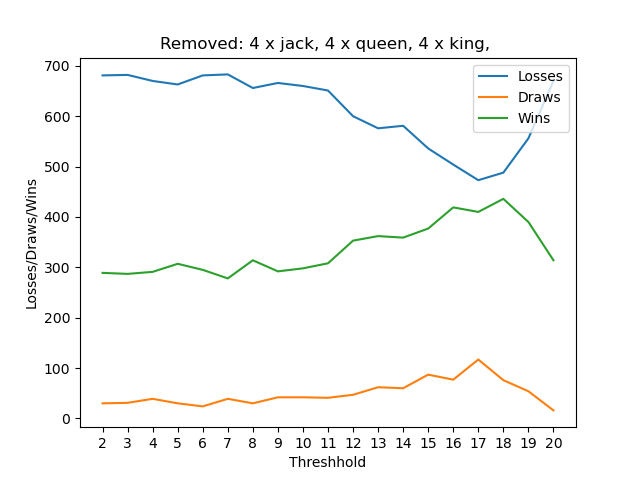 Removed: 4 x jack, 4 x queen, 4 x king,
Losses
Draws
Wins
700
600
500
400
300
200
100
0
Losses/Draws/Wins
2 3 4 5 6 7 8 9 10 11 12 13 14 15 16 17 18 19 20
Threshhold